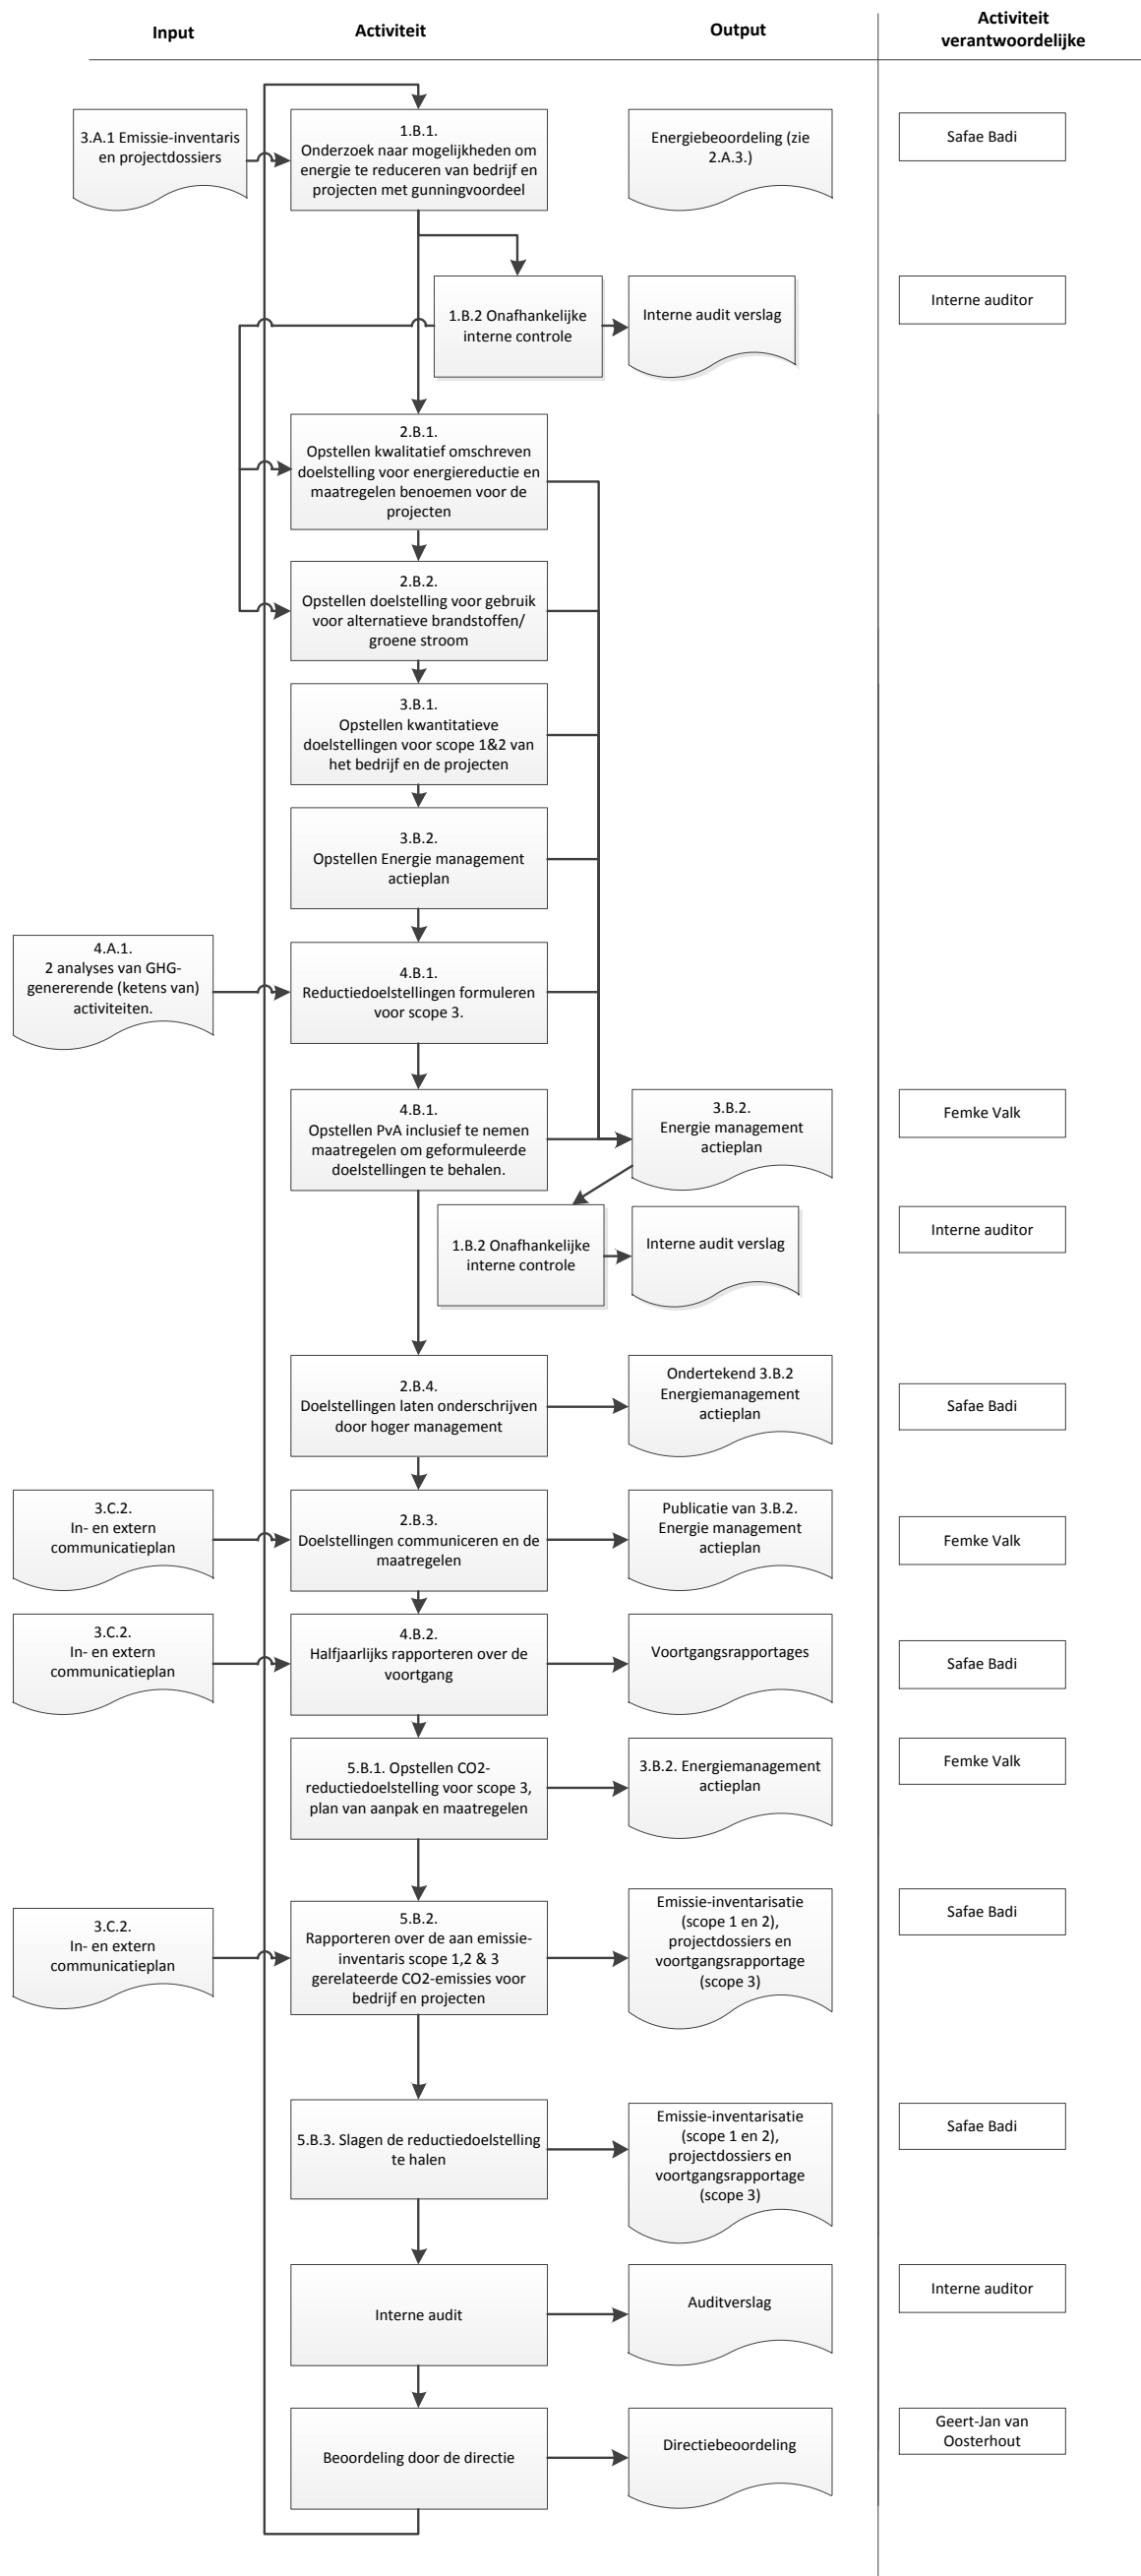 Input
Activiteit
Output
Activiteit
verantwoordelijke
3.A.1 Emissie-inventaris
en projectdossiers
1.B.1.
Onderzoek naar mogelijkheden om
energie te reduceren van bedrijf en
projecten met gunningvoordeel
Energiebeoordeling (zie
2.A.3.)
Safae Badi
1.B.2 Onafhankelijke
interne controle
Interne audit verslag
Interne auditor
2.B.1.
Opstellen kwalitatief omschreven
doelstelling voor energiereductie en
maatregelen benoemen voor de
projecten
2.B.2.
Opstellen doelstelling voor gebruik
voor alternatieve brandstoffen/
groene stroom
3.B.1.
Opstellen kwantitatieve
doelstellingen voor scope 1&2 van
het bedrijf en de projecten
3.B.2.
Opstellen Energie management
actieplan
4.A.1.
2 analyses van GHG-
genererende (ketens van)
activiteiten.
4.B.1.
Reductiedoelstellingen formuleren
voor scope 3.
4.B.1.
Opstellen PvA inclusief te nemen
maatregelen om geformuleerde
doelstellingen te behalen.
3.B.2.
Energie management
actieplan
Femke Valk
1.B.2 Onafhankelijke
interne controle
Interne audit verslag
Interne auditor
2.B.4.
Doelstellingen laten onderschrijven
door hoger management
Ondertekend 3.B.2
Energiemanagement
actieplan
Safae Badi
3.C.2.
In- en extern
communicatieplan
2.B.3.
Doelstellingen communiceren en de
maatregelen
Publicatie van 3.B.2.
Energie management
actieplan
Femke Valk
3.C.2.
In- en extern
communicatieplan
4.B.2.
Halfjaarlijks rapporteren over de
voortgang
Voortgangsrapportages
Safae Badi
5.B.1. Opstellen CO2-
reductiedoelstelling voor scope 3,
plan van aanpak en maatregelen
3.B.2. Energiemanagement
actieplan
Femke Valk
3.C.2.
In- en extern
communicatieplan
5.B.2.
Rapporteren over de aan emissie-
inventaris scope 1,2 & 3
gerelateerde CO2-emissies voor
bedrijf en projecten
Emissie-inventarisatie
(scope 1 en 2),
projectdossiers en
voortgangsrapportage
(scope 3)
Safae Badi
5.B.3. Slagen de reductiedoelstelling
te halen
Emissie-inventarisatie
(scope 1 en 2),
projectdossiers en
voortgangsrapportage
(scope 3)
Safae Badi
Interne audit
Auditverslag
Interne auditor
Beoordeling door de directie
Directiebeoordeling
Geert-Jan van
Oosterhout